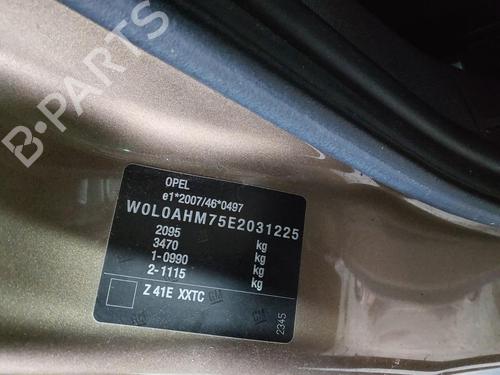 B-PARTS
OPEL
e1*2007/46*0497
W0L0AHM75E2031225
2095 kg
3470 kg
1-0990 kg
2-1115 kg
Z 41E XXTC
2345
GM